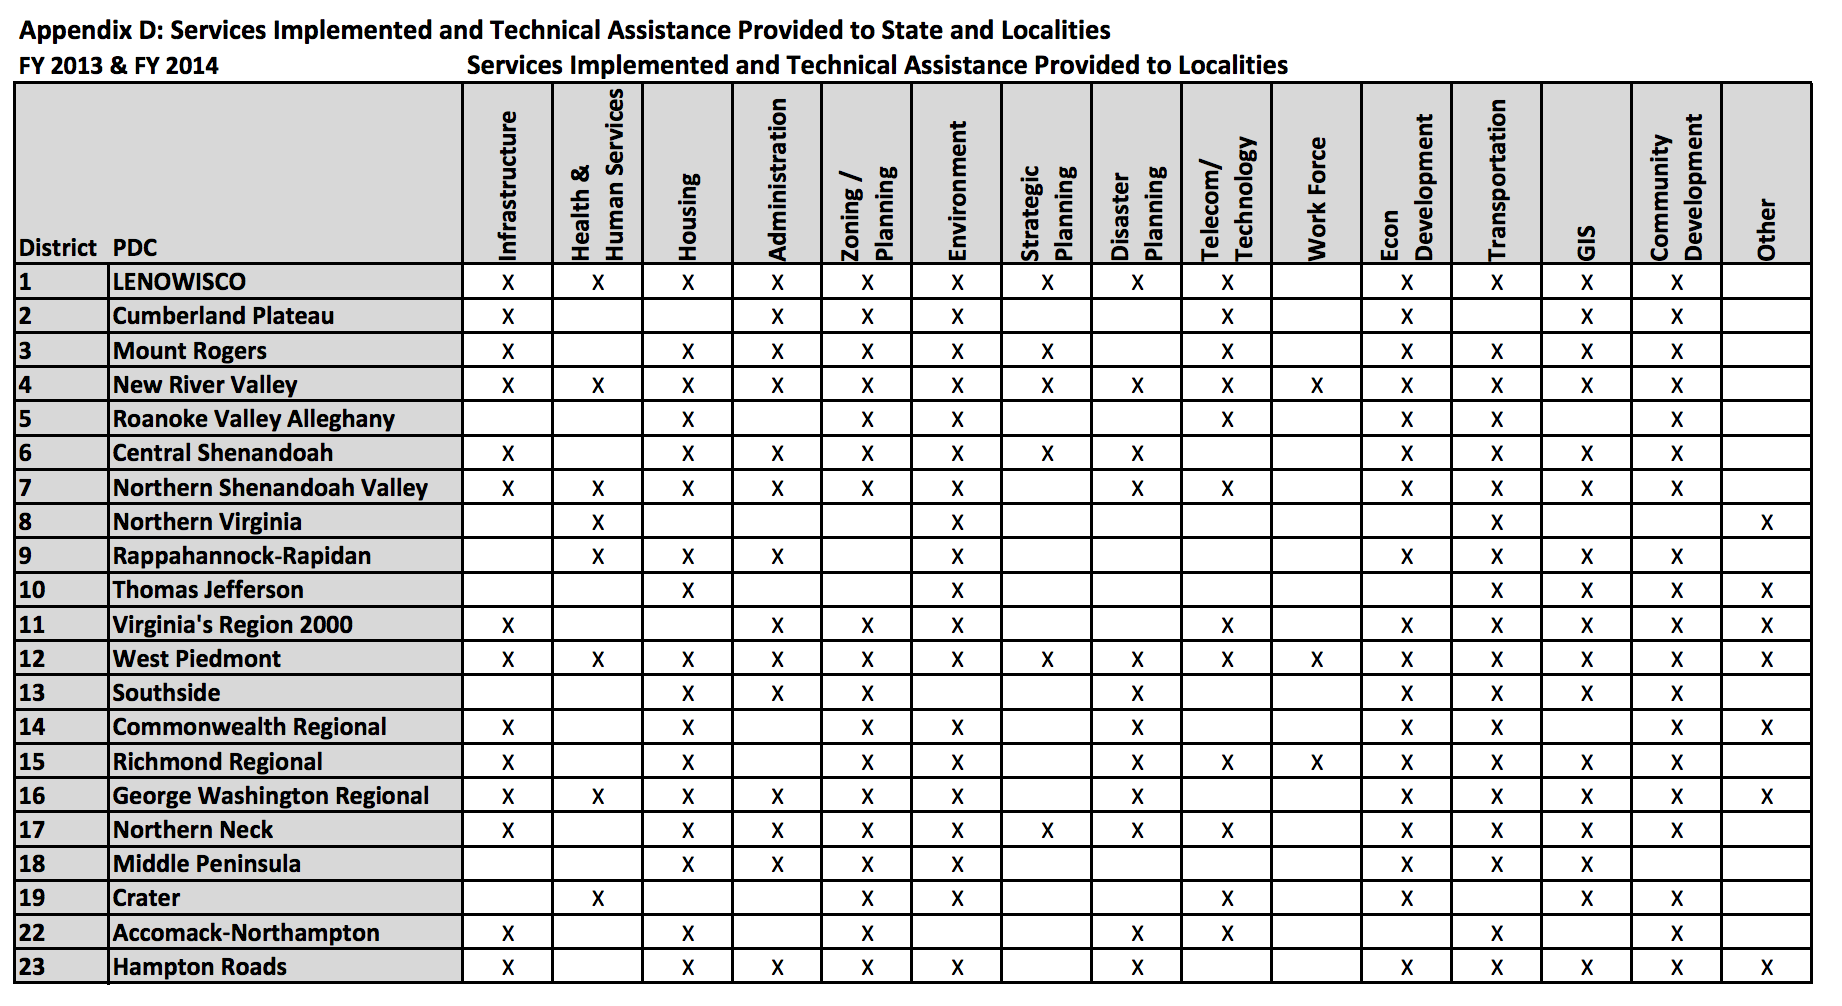 Appendix D: Services Implemented and Technical Assistance Provided to State and Localities
FY 2013 & FY 2014 Services Implemented and Technical Assistance Provided to Localities
District PDC Infrastructure Health & Human Services Housing Administration Zoning / Planning Environment Strategic Planning Disaster Planning Telecom/ Technology Work Force Econ Development Transportation GIS Community Development Other
1 LENOWISCO X X X X X X X X X X X X X
2 Cumberland Plateau X X X X X X X X
3 Mount Rogers X X X X X X X X X X X
4 New River Valley X X X X X X X X X X X X X X
5 Roanoke Valley Alleghany X X X X X X X
6 Central Shenandoah X X X X X X X X X X X
7 Northern Shenandoah Valley X X X X X X X X X X X X
8 Northern Virginia X X X X
9 Rappahannock-Rapidan X X X X X X X X
10 Thomas Jefferson X X X X X X
11 Virginia's Region 2000 X X X X X X X X X X
12 West Piedmont X X X X X X X X X X X X X X X
13 Southside X X X X X X X X
14 Commonwealth Regional X X X X X X X X X
15 Richmond Regional X X X X X X X X X X X
16 George Washington Regional X X X X X X X X X X X X
17 Northern Neck X X X X X X X X X X X X
18 Middle Peninsula X X X X X X X
19 Crater X X X X X X X
22 Accomack-Northampton X X X X X X X
23 Hampton Roads X X X X X X X X X X X